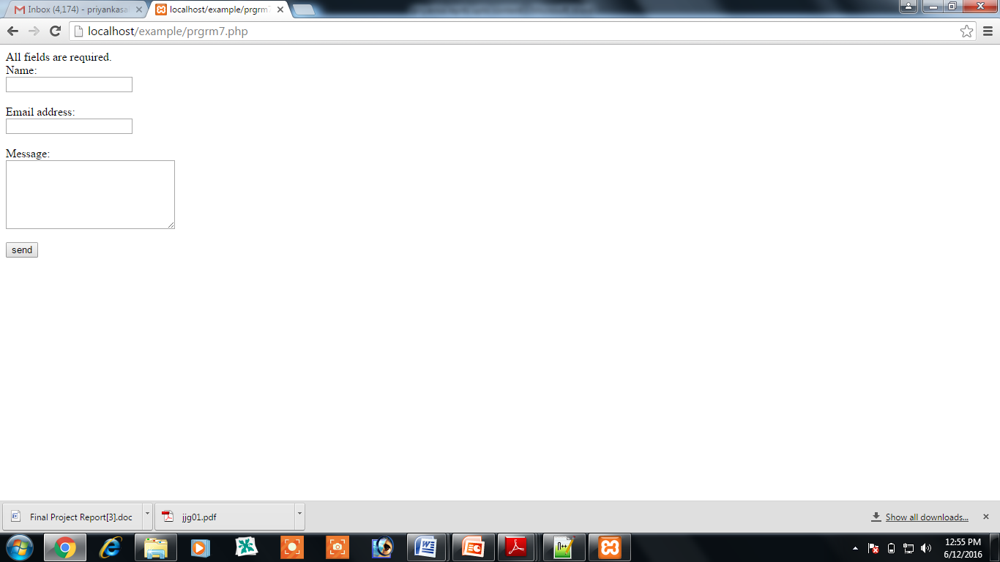 Inbox (4,174) - priyankasa
localhost/example/prgrm7
localhost/example/prgrm7.php
All fields are required.
Name:
Email address:
Message:
send
Final Project Report[3].doc
jjg01.pdf
Show all downloads...
12:55 PM
6/12/2016